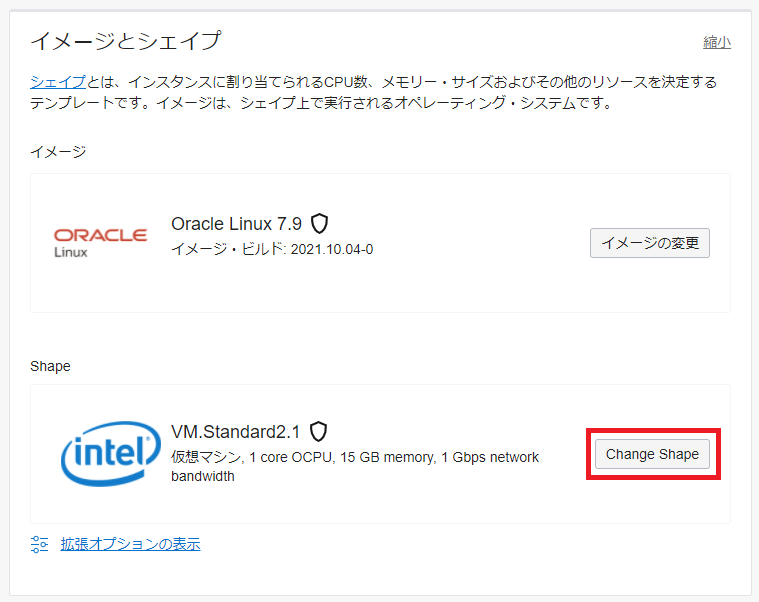 イメージとシェイプ
縮小
シェイプとは、インスタンスに割り当てられるCPU数、メモリー・サイズおよびその他のリソースを決定する
テンプレートです。イメージは、シェイプ上で実行されるオペレーティング・システムです。
イメージ
ORACLE
Linux
Oracle Linux 7.9
イメージ・ビルド: 2021.10.04-0
イメージの変更
Shape
intel®
VM.Standard2.1
仮想マシン, 1 core OCPU, 15 GB memory, 1 Gbps network
bandwidth
Change Shape
拡張オプションの表示